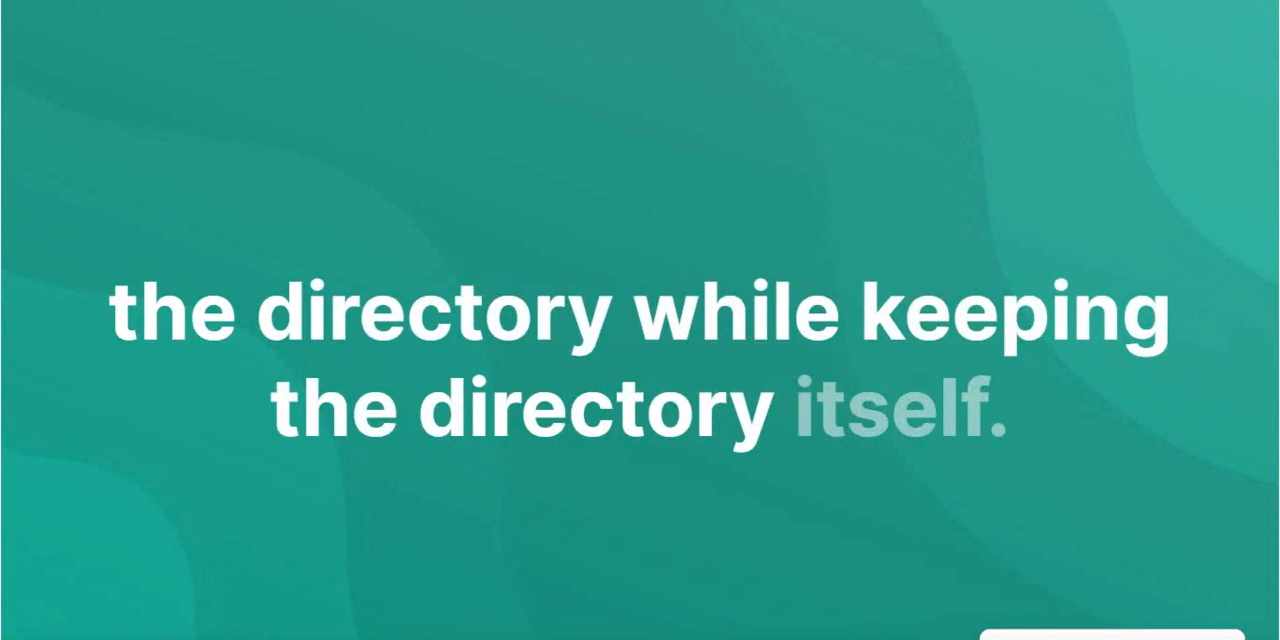 the directory while keeping
the directory itself.